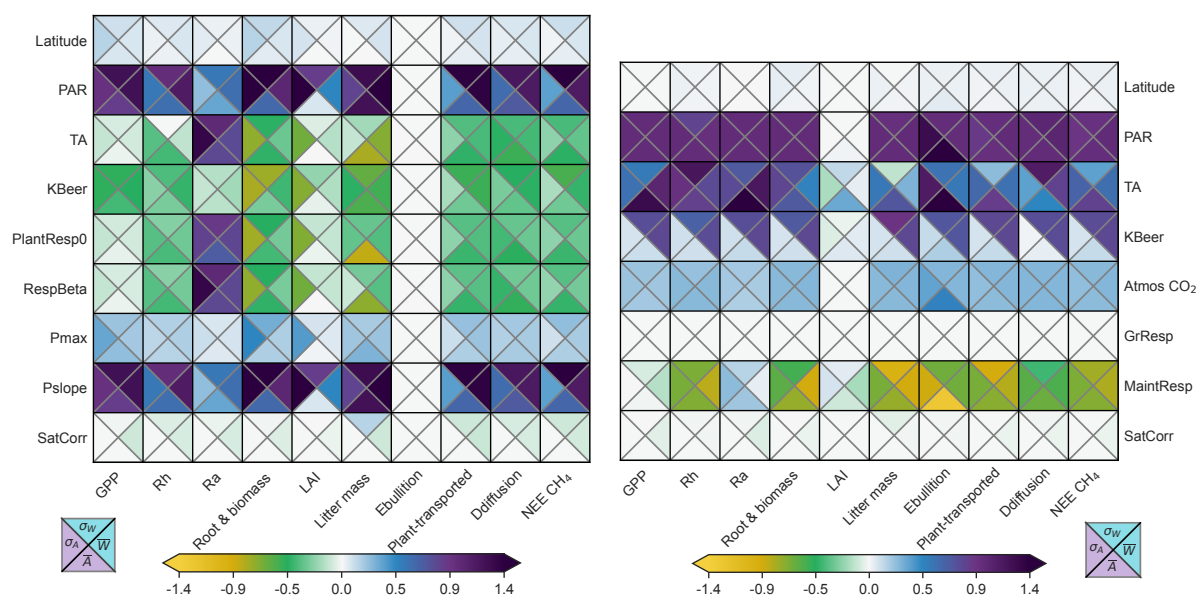 Latitude
PAR
TA
KBeer
PlantResp0
RespBeta
Pmax
Pslope
SatCorr
GPP
Rh
Ra
Root & biomass
LAI
Litter mass
Ebullition
Plant-transported
Ddiffusion
NEE CH₄
σ_W
σ_A
W̅
A̅
-1.4 -0.9 -0.5 0.0 0.5 0.9 1.4
Latitude
PAR
TA
KBeer
Atmos CO₂
GrResp
MaintResp
SatCorr
GPP
Rh
Ra
Root & biomass
LAI
Litter mass
Ebullition
Plant-transported
Ddiffusion
NEE CH₄
-1.4 -0.9 -0.5 0.0 0.4 0.9 1.4
σ_W
σ_A
W̅
A̅